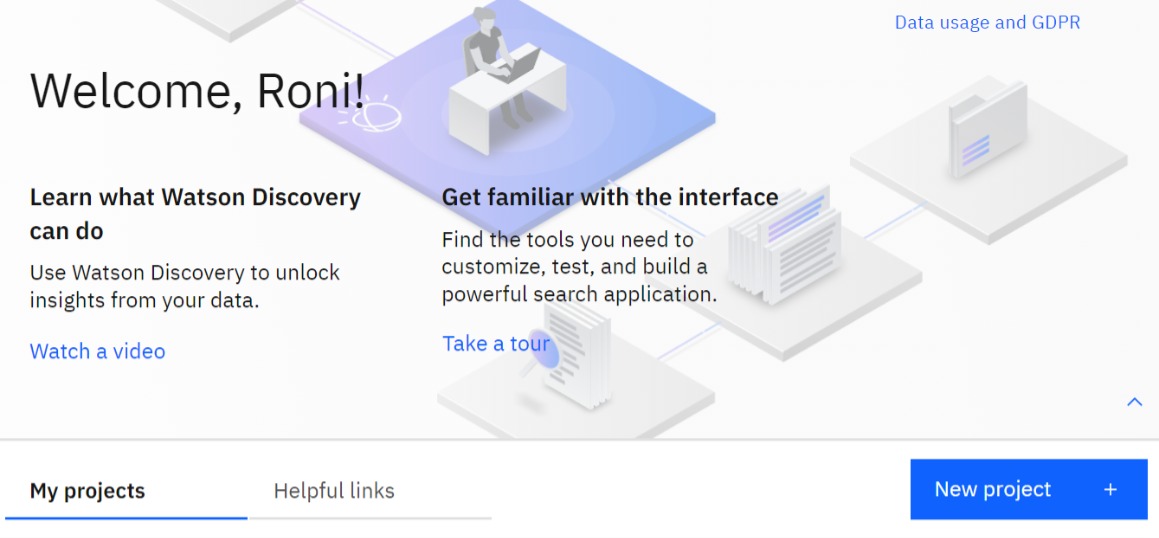 Data usage and GDPR
Welcome, Roni!
Learn what Watson Discovery
can do
Use Watson Discovery to unlock
insights from your data.
Watch a video
Get familiar with the interface
Find the tools you need to
customize, test, and build a
powerful search application.
Take a tour
My projects
Helpful links
New project +